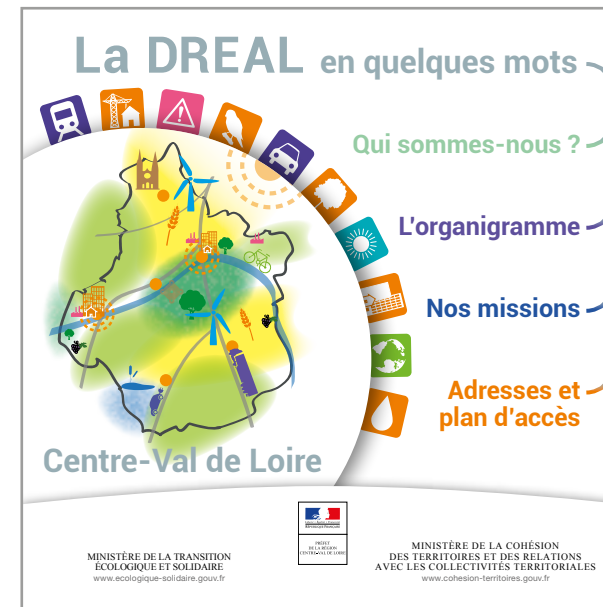 La DREAL en quelques mots
Qui sommes-nous ?
L'organigramme
Nos missions
Adresses et
plan d'accès
Centre-Val de Loire
RÉPUBLIQUE FRANÇAISE
PRÉFET
DE LA RÉGION
CENTRE-VAL DE LOIRE
MINISTÈRE DE LA TRANSITION
ÉCOLOGIQUE ET SOLIDAIRE
www.ecologique-solidaire.gouv.fr
MINISTÈRE DE LA COHÉSION
DES TERRITOIRES ET DES RELATIONS
AVEC LES COLLECTIVITÉS TERRITORIALES
www.cohesion-territoires.gouv.fr